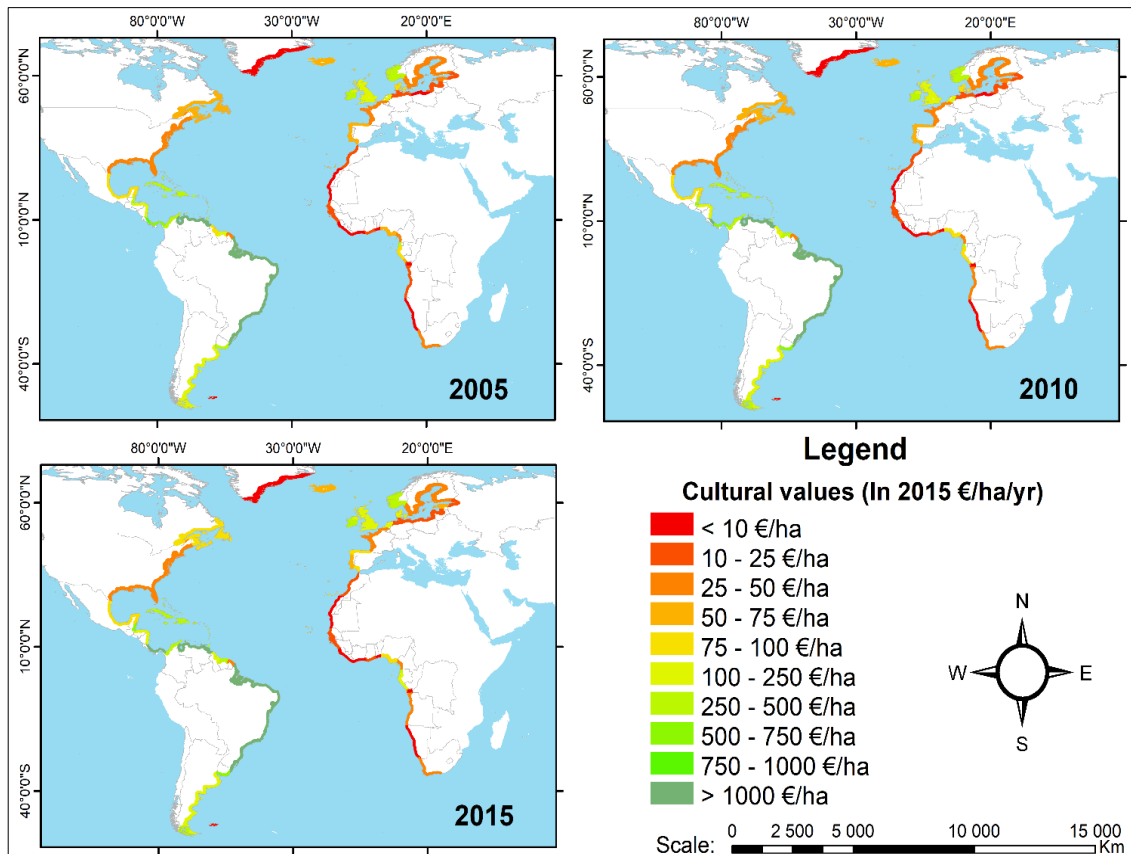 80°0'0"W 30°0'0"W 20°0'0"E
60°0'0"N
10°0'0"N
40°0'0"S
2005
80°0'0"W 30°0'0"W 20°0'0"E
60°0'0"N
10°0'0"N
40°0'0"S
2010
80°0'0"W 30°0'0"W 20°0'0"E
60°0'0"N
10°0'0"N
40°0'0"S
2015
Legend
Cultural values (In 2015 €/ha/yr)
< 10 €/ha
10 - 25 €/ha
25 - 50 €/ha
50 - 75 €/ha
75 - 100 €/ha
100 - 250 €/ha
250 - 500 €/ha
500 - 750 €/ha
750 - 1000 €/ha
> 1000 €/ha
N
W E
S
Scale: 0 2 500 5 000 10 000 15 000
Km